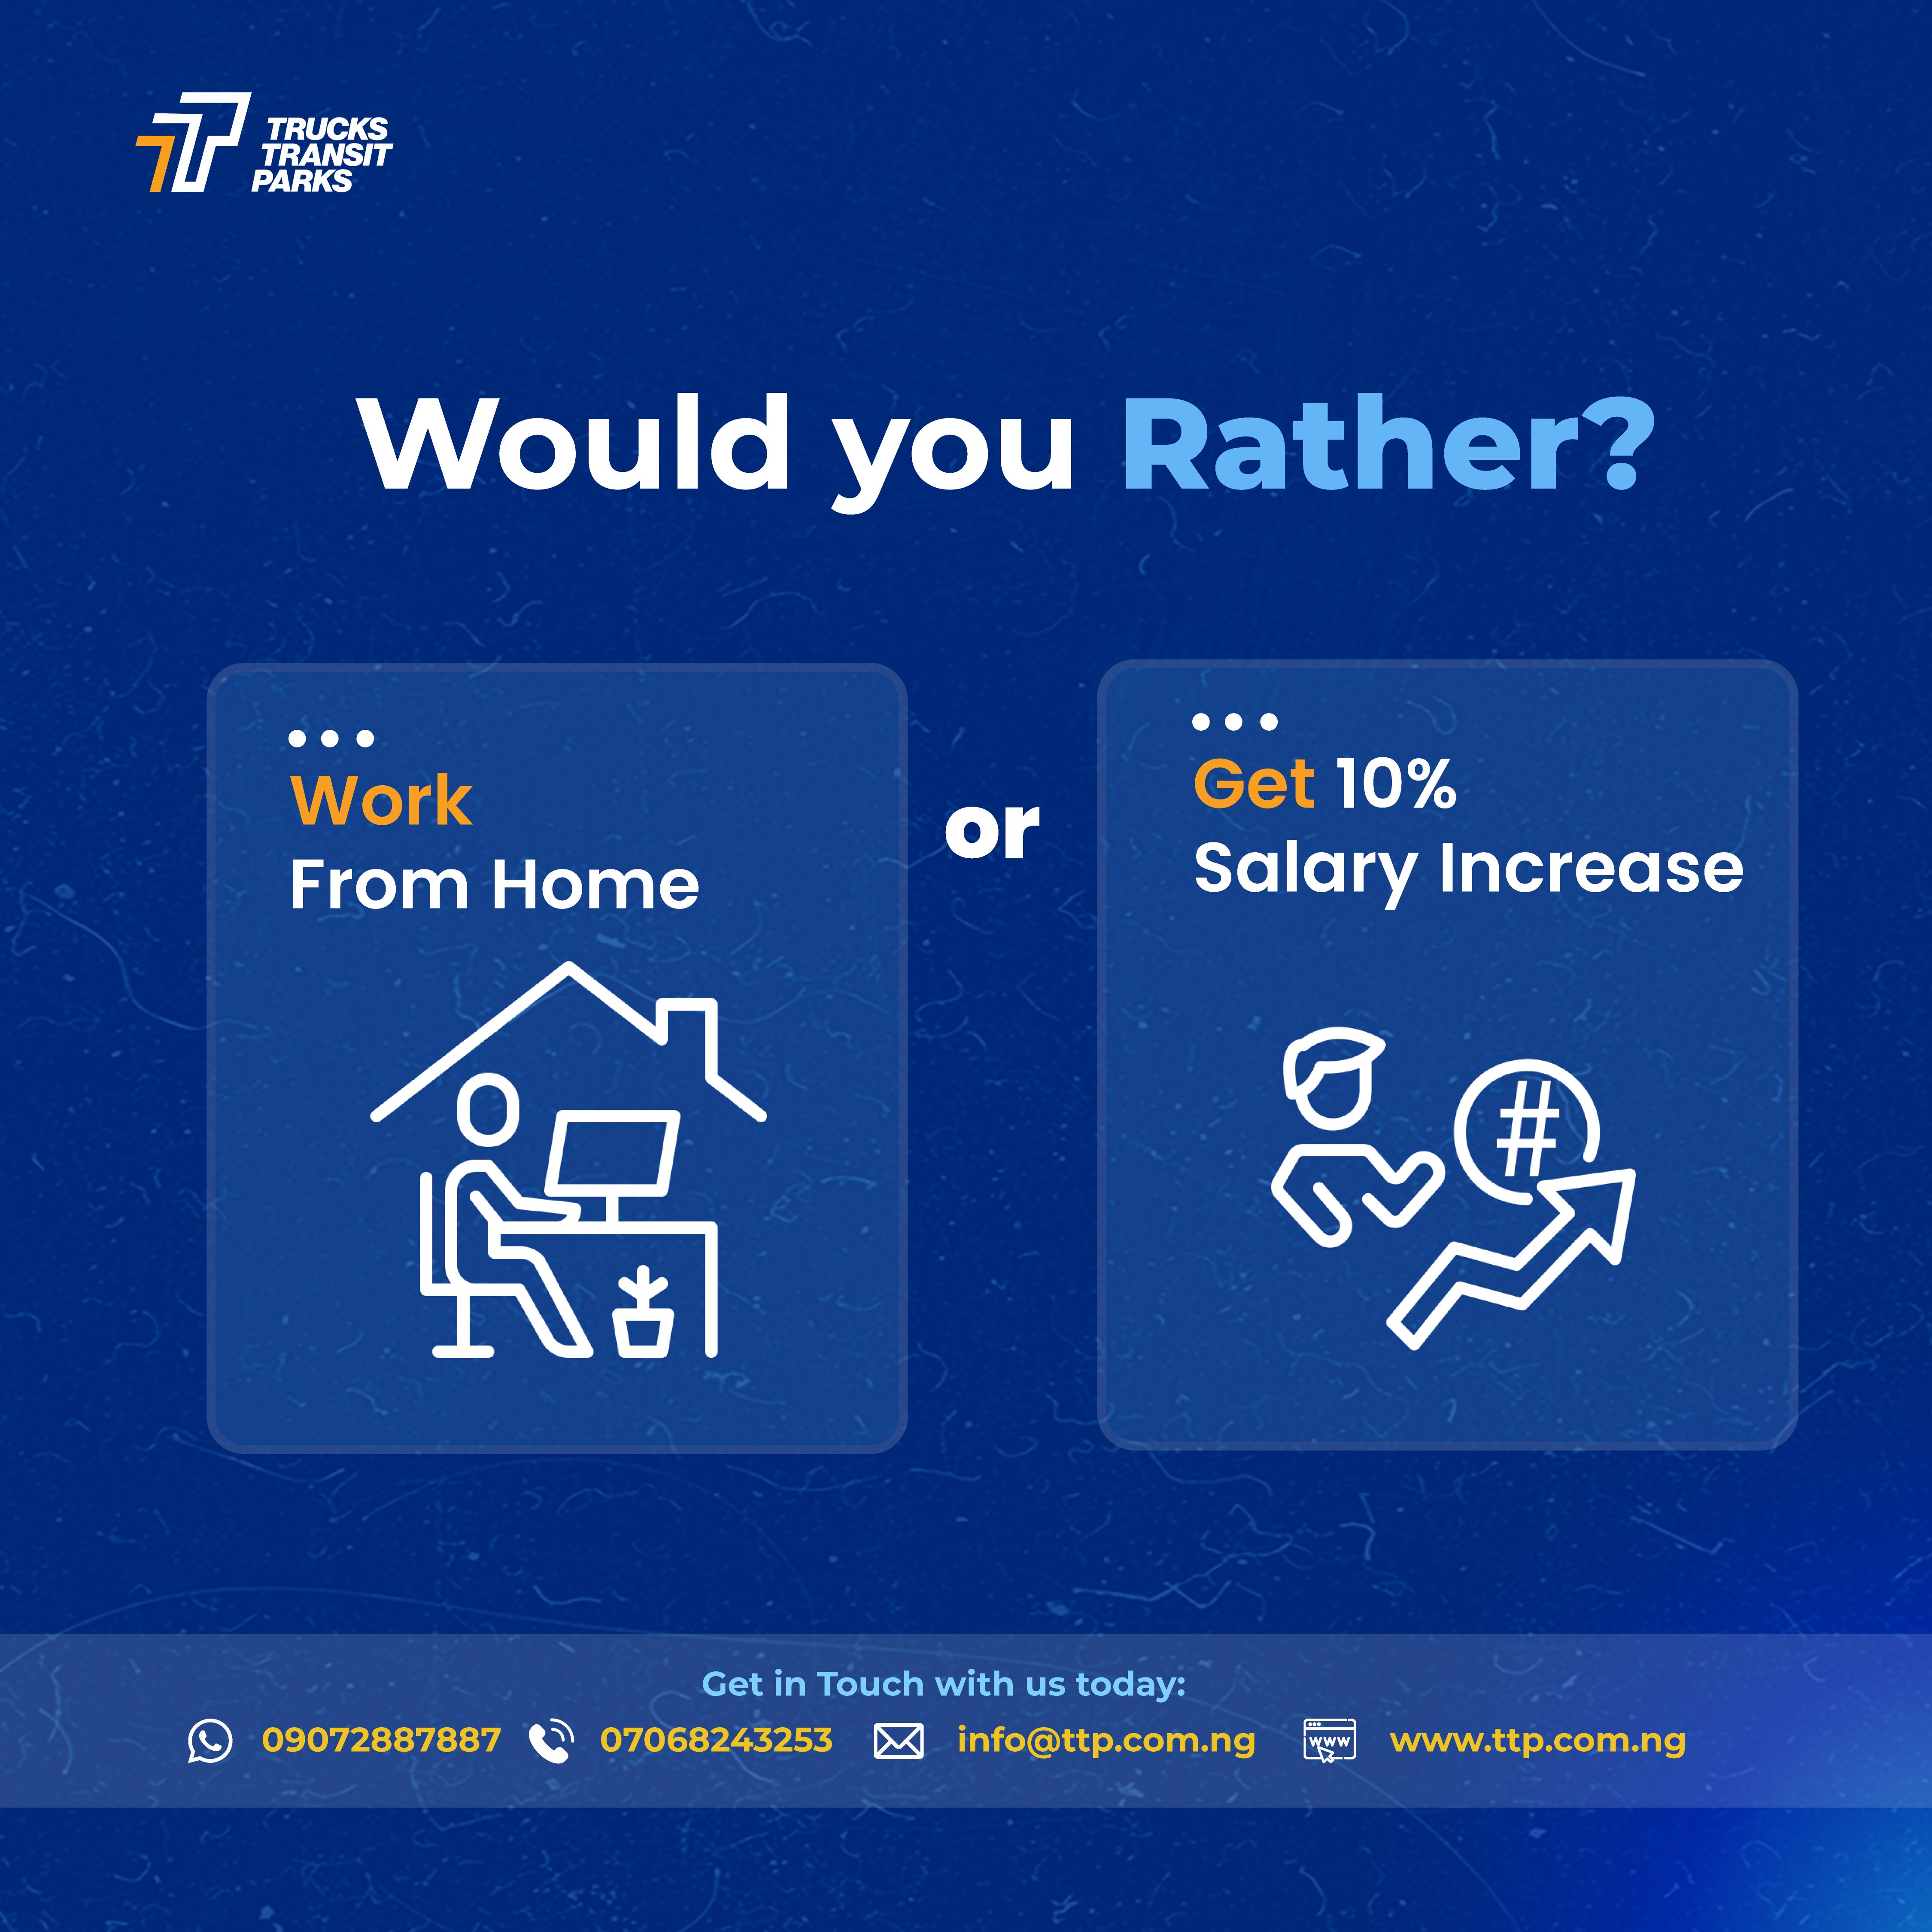 TRUCKS
TRANSIT
PARKS
Would you Rather?
Work
From Home
or
Get 10%
Salary Increase
#
Get in Touch with us today:
09072887887 07068243253 info@ttp.com.ng www www.ttp.com.ng